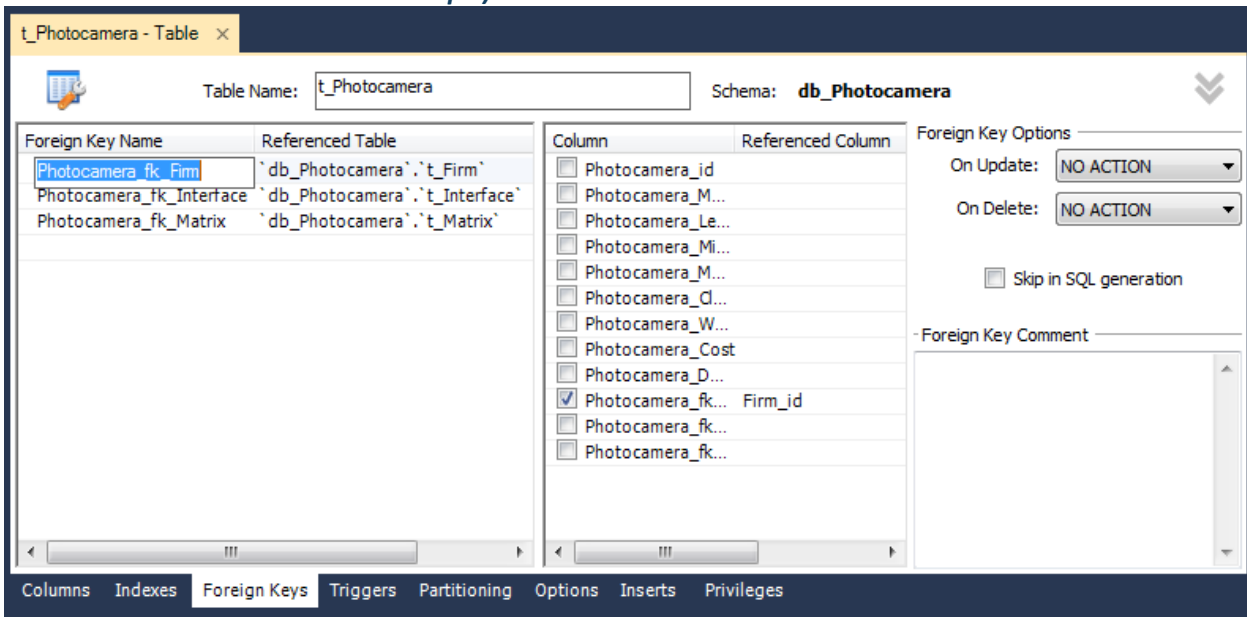 t_Photocamera - Table ×
Table Name: t_Photocamera Schema: db_Photocamera
Foreign Key Name Referenced Table
Photocamera_fk_Firm `db_Photocamera`.`t_Firm`
Photocamera_fk_Interface `db_Photocamera`.`t_Interface`
Photocamera_fk_Matrix `db_Photocamera`.`t_Matrix`
Column Referenced Column
Photocamera_id
Photocamera_M...
Photocamera_Le...
Photocamera_Mi...
Photocamera_M...
Photocamera_Cl...
Photocamera_W...
Photocamera_Cost
Photocamera_D...
Photocamera_fk... Firm_id
Photocamera_fk...
Photocamera_fk...
Foreign Key Options
On Update: NO ACTION
On Delete: NO ACTION
Skip in SQL generation
Foreign Key Comment
Columns Indexes Foreign Keys Triggers Partitioning Options Inserts Privileges